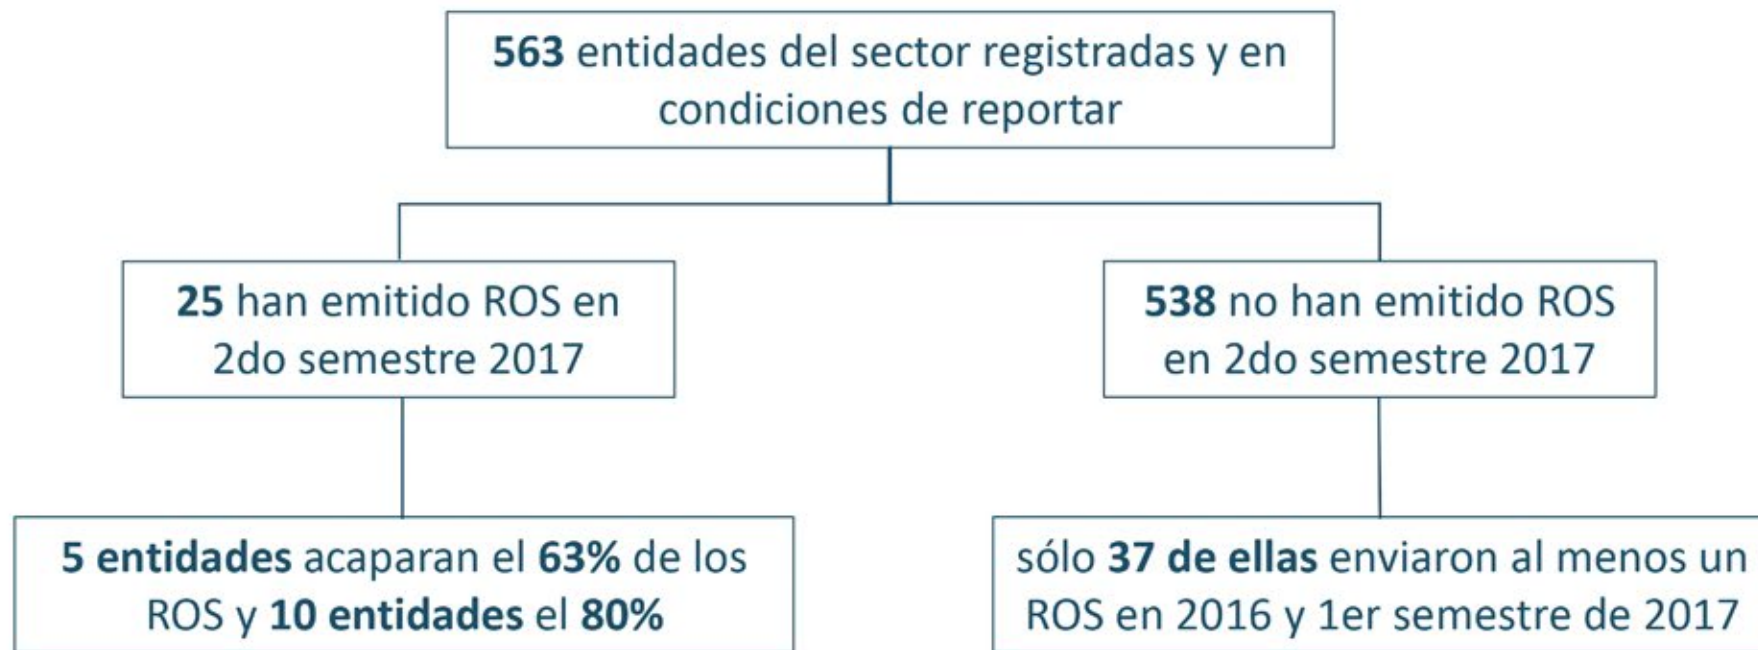 563 entidades del sector registradas y en
condiciones de reportar
25 han emitido ROS en
2do semestre 2017
538 no han emitido ROS
en 2do semestre 2017
5 entidades acaparan el 63% de los
ROS y 10 entidades el 80%
sólo 37 de ellas enviaron al menos un
ROS en 2016 y 1er semestre de 2017